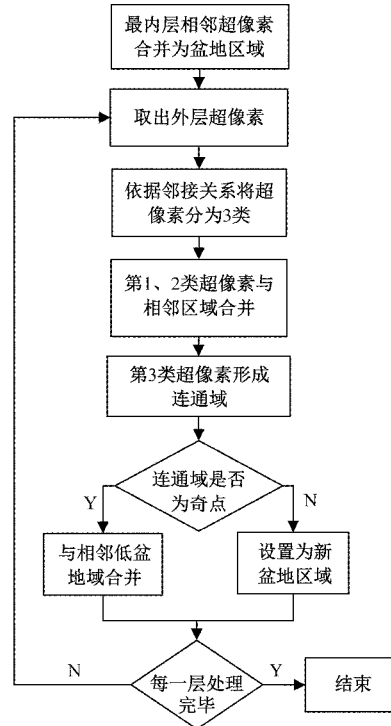 最内层相邻超像素
合并为盆地区域
取出外层超像素
依据邻接关系将超
像素分为3类
第1、2类超像素与
相邻区域合并
第3类超像素形成
连通域
连通域是否
为奇点
Y
N
与相邻低盆
地域合并
设置为新
盆地区域
N
每一层处理
完毕
Y
结束